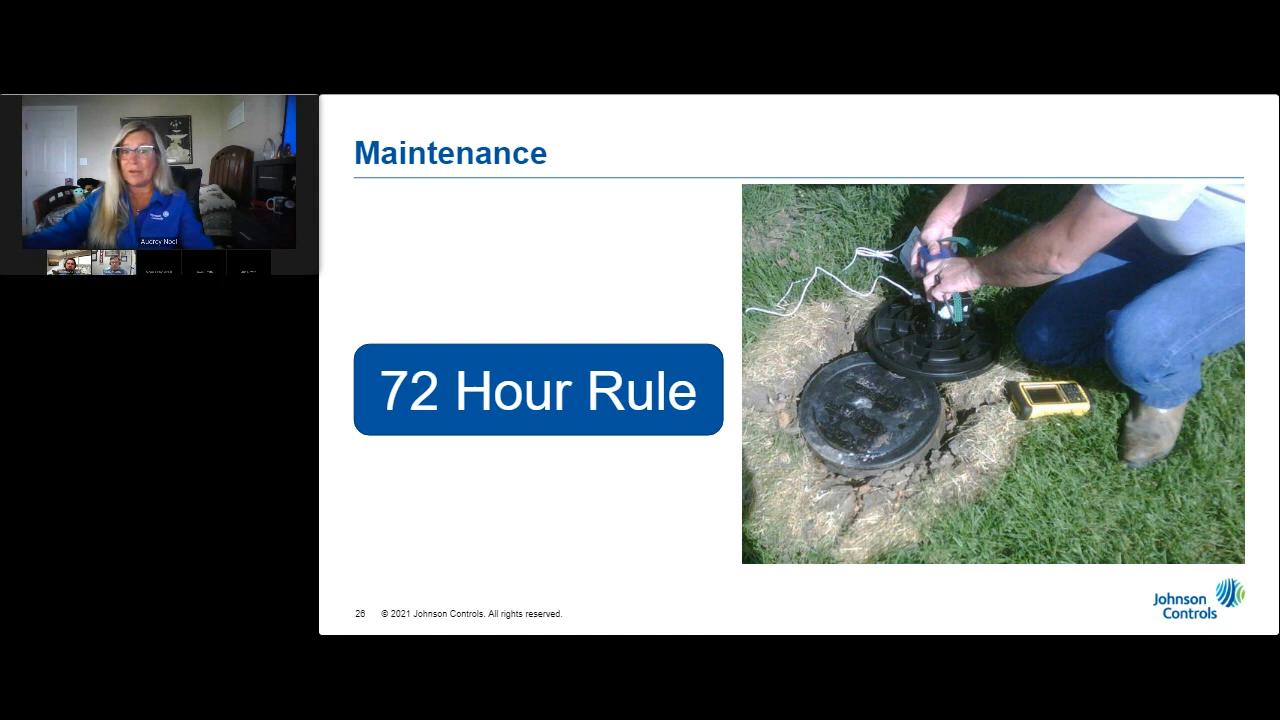 Maintenance
72 Hour Rule
Audrey Noel
26 © 2021 Johnson Controls. All rights reserved.
Johnson
Controls